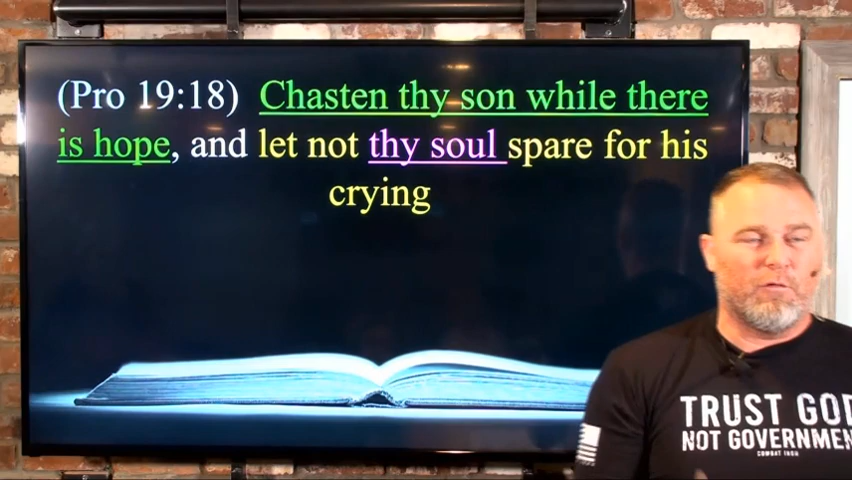 (Pro 19:18) Chasten thy son while there
is hope, and let not thy soul spare for his
crying
TRUST GOD
NOT GOVERNMEN